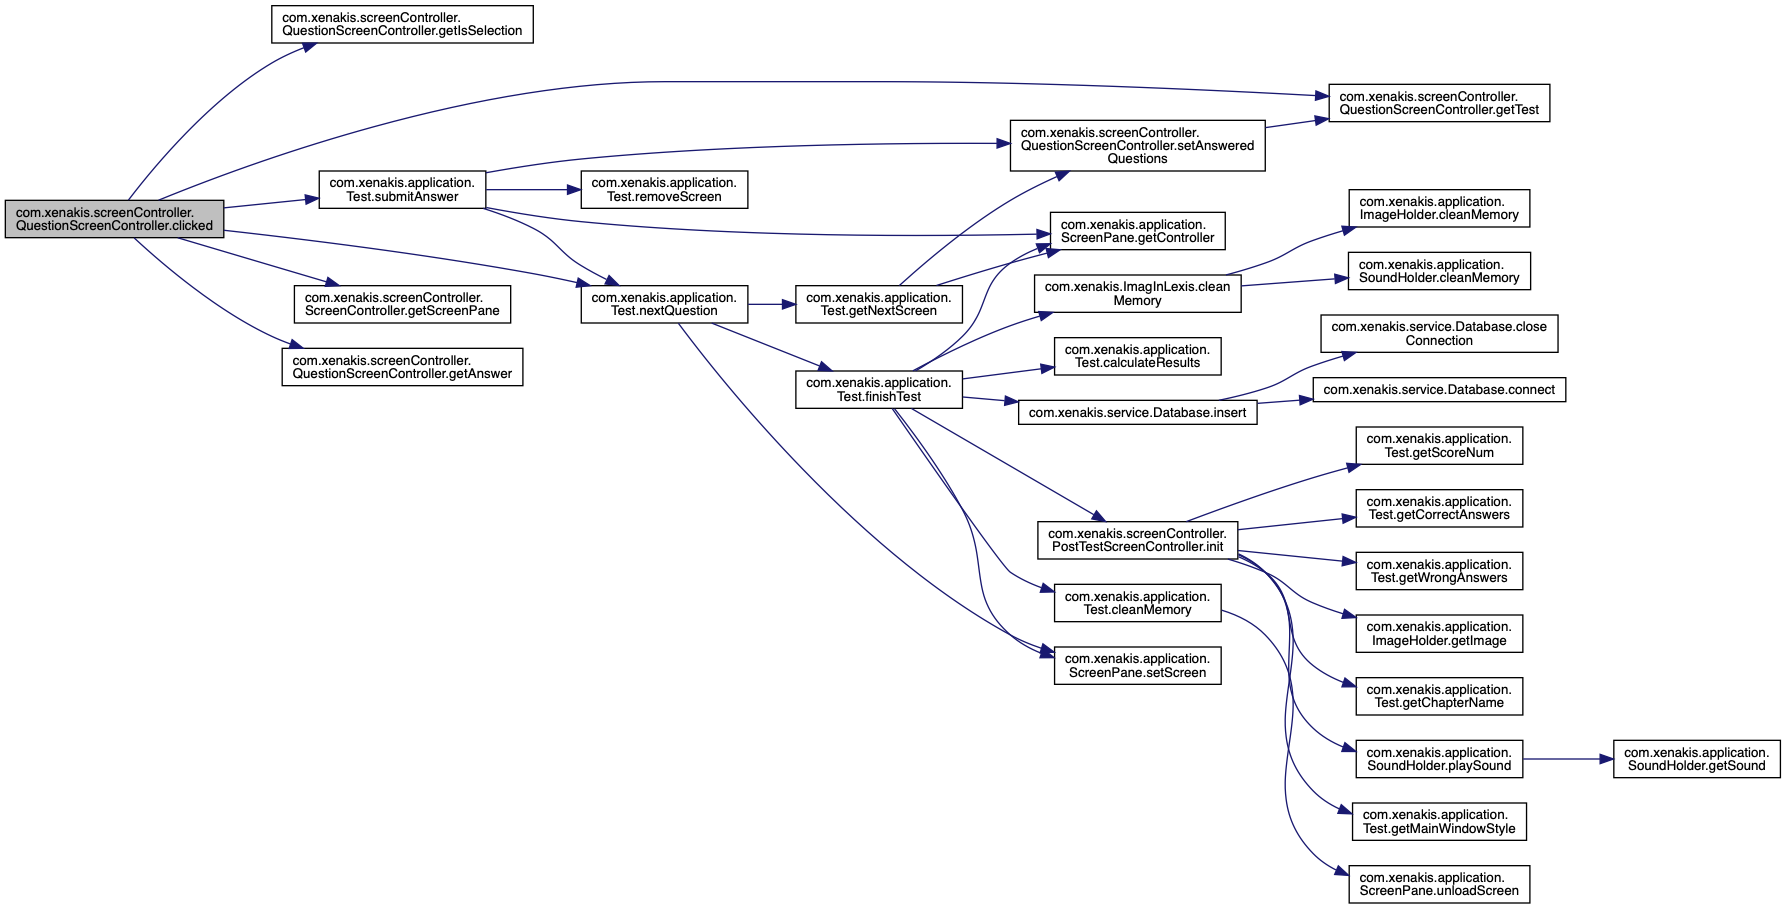 com.xenakis.screenController.
QuestionScreenController.getIsSelection
com.xenakis.screenController.
QuestionScreenController.getTest
com.xenakis.screenController.
QuestionScreenController.setAnswered
Questions
com.xenakis.application.
Test.submitAnswer
com.xenakis.application.
Test.removeScreen
com.xenakis.application.
ImageHolder.cleanMemory
com.xenakis.screenController.
QuestionScreenController.clicked
com.xenakis.application.
ScreenPane.getController
com.xenakis.application.
SoundHolder.cleanMemory
com.xenakis.screenController.
ScreenController.getScreenPane
com.xenakis.application.
Test.nextQuestion
com.xenakis.application.
Test.getNextScreen
com.xenakis.ImagInLexis.clean
Memory
com.xenakis.service.Database.close
Connection
com.xenakis.screenController.
QuestionScreenController.getAnswer
com.xenakis.application.
Test.calculateResults
com.xenakis.application.
Test.finishTest
com.xenakis.service.Database.connect
com.xenakis.service.Database.insert
com.xenakis.application.
Test.getScoreNum
com.xenakis.application.
Test.getCorrectAnswers
com.xenakis.screenController.
PostTestScreenController.init
com.xenakis.application.
Test.getWrongAnswers
com.xenakis.application.
Test.cleanMemory
com.xenakis.application.
ImageHolder.getImage
com.xenakis.application.
ScreenPane.setScreen
com.xenakis.application.
Test.getChapterName
com.xenakis.application.
SoundHolder.playSound
com.xenakis.application.
SoundHolder.getSound
com.xenakis.application.
Test.getMainWindowStyle
com.xenakis.application.
ScreenPane.unloadScreen